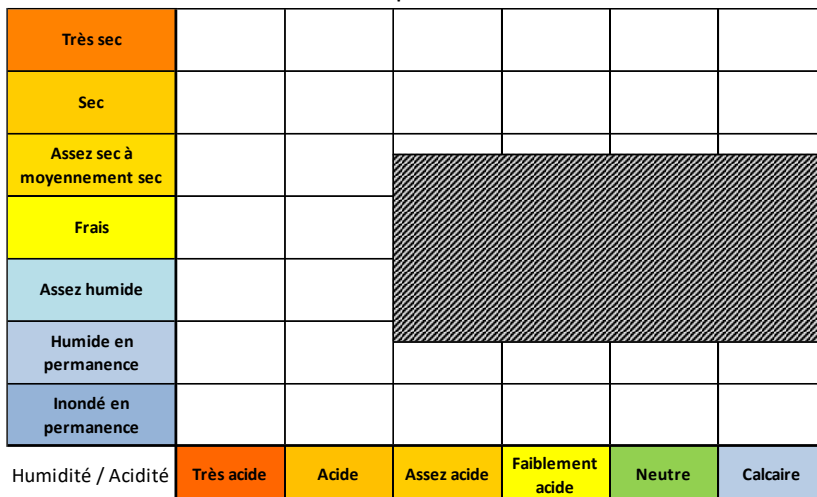 Très sec
Sec
Assez sec à
moyennement sec
Frais
Assez humide
Humide en
permanence
Inondé en
permanence
Humidité / Acidité
Très acide
Acide
Assez acide
Faiblement
acide
Neutre
Calcaire